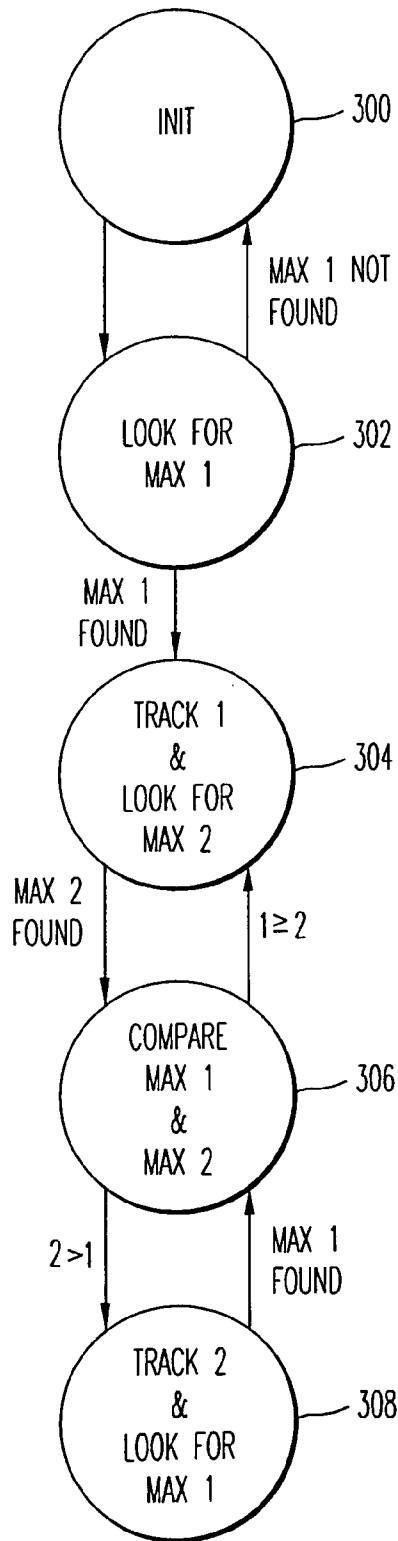 INIT
300
MAX 1 NOT
FOUND
LOOK FOR
MAX 1
302
MAX 1
FOUND
TRACK 1
&
LOOK FOR
MAX 2
304
MAX 2
FOUND
1≥2
COMPARE
MAX 1
&
MAX 2
306
2>1
MAX 1
FOUND
TRACK 2
&
LOOK FOR
MAX 1
308